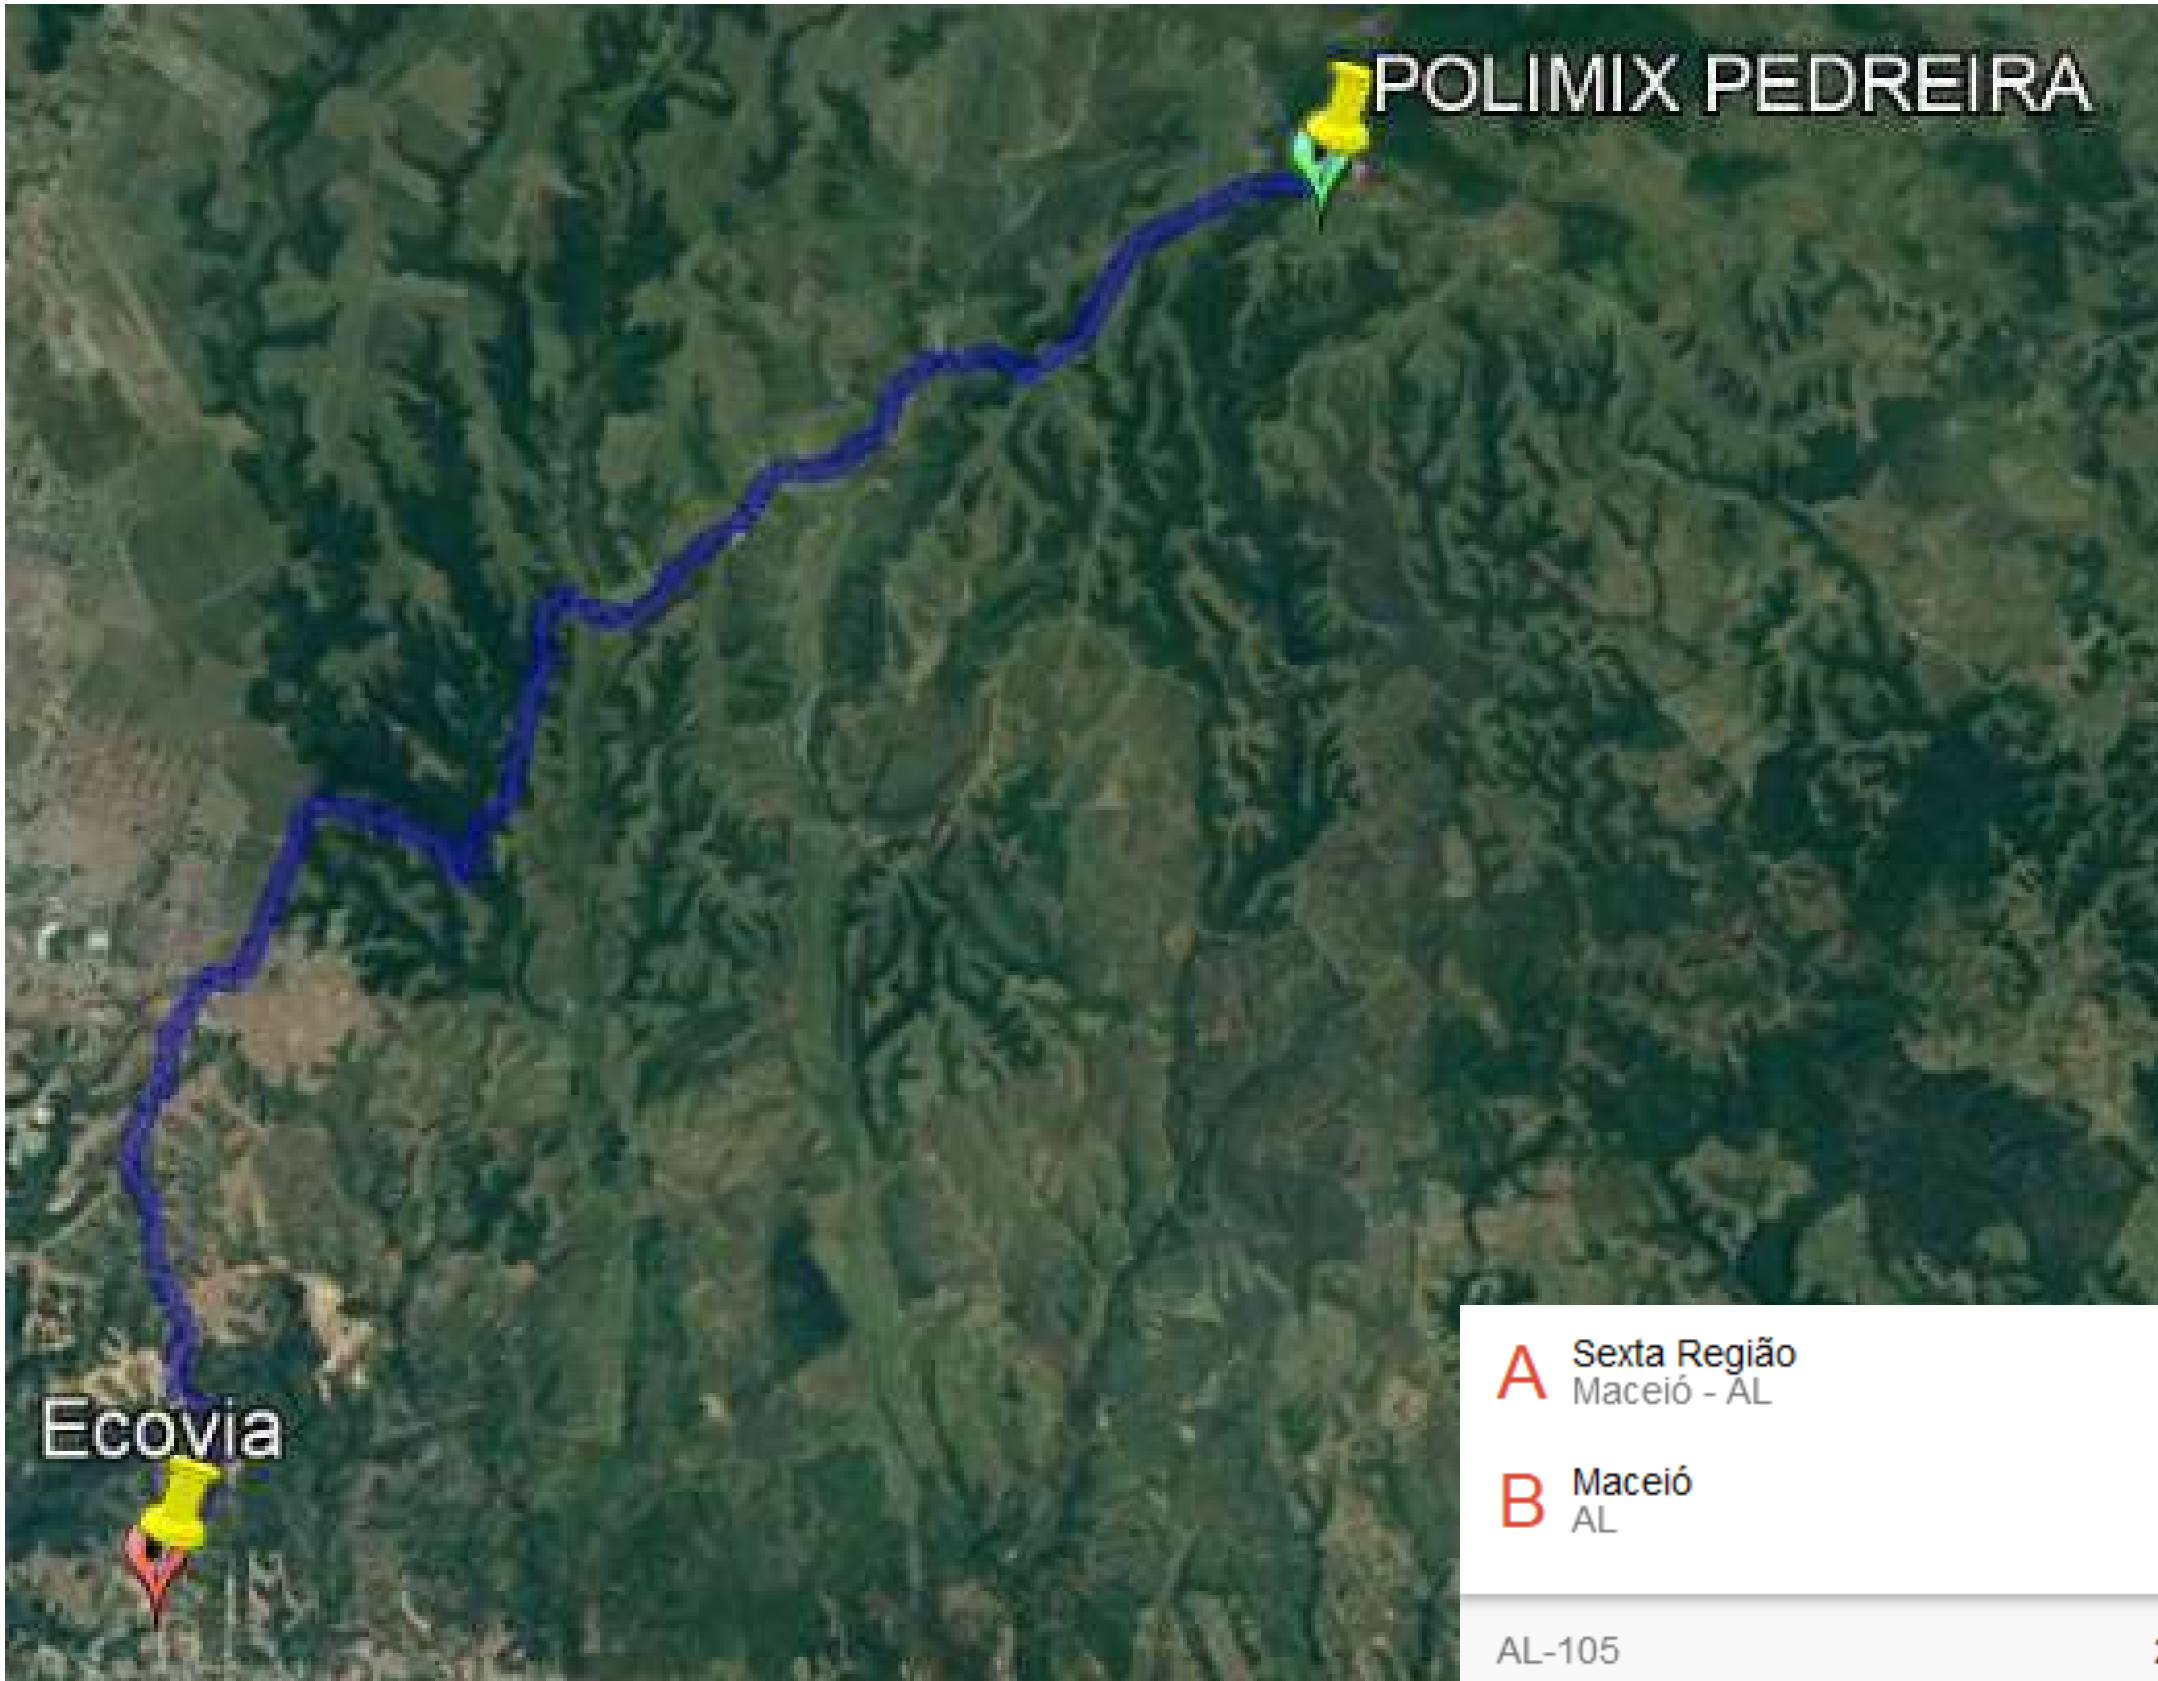 POLIMIX PEDREIRA
Ecovia
A Sexta Região
Maceió - AL
B Maceió
AL
AL-105